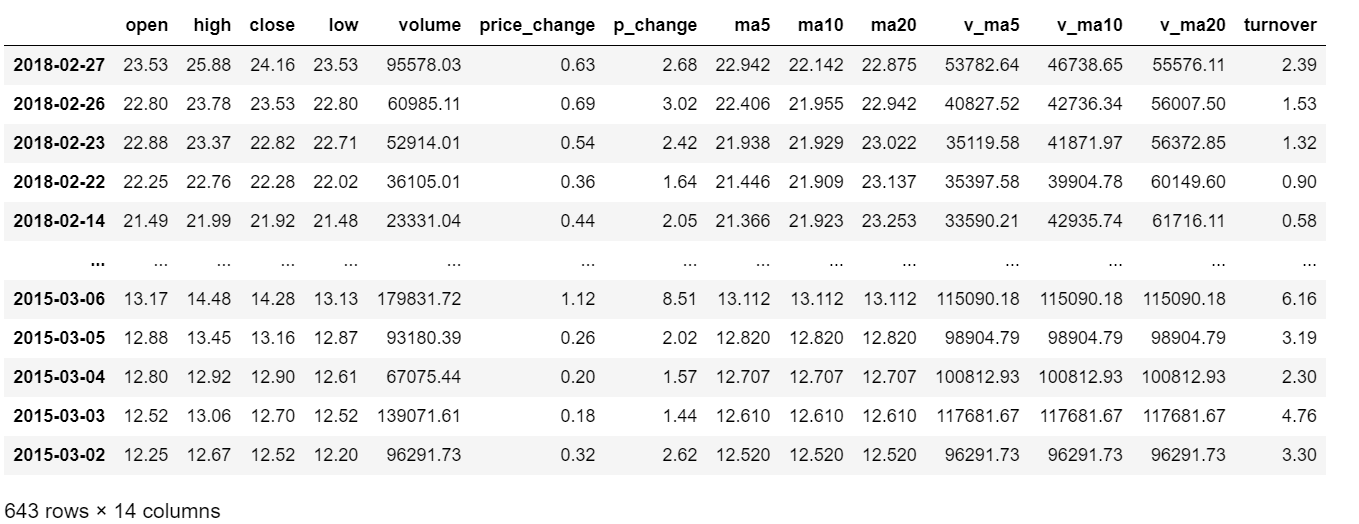 open high close low volume price_change p_change ma5 ma10 ma20 v_ma5 v_ma10 v_ma20 turnover
2018-02-27 23.53 25.88 24.16 23.53 95578.03 0.63 2.68 22.942 22.142 22.875 53782.64 46738.65 55576.11 2.39
2018-02-26 22.80 23.78 23.53 22.80 60985.11 0.69 3.02 22.406 21.955 22.942 40827.52 42736.34 56007.50 1.53
2018-02-23 22.88 23.37 22.82 22.71 52914.01 0.54 2.42 21.938 21.929 23.022 35119.58 41871.97 56372.85 1.32
2018-02-22 22.25 22.76 22.28 22.02 36105.01 0.36 1.64 21.446 21.909 23.137 35397.58 39904.78 60149.60 0.90
2018-02-14 21.49 21.99 21.92 21.48 23331.04 0.44 2.05 21.366 21.923 23.253 33590.21 42935.74 61716.11 0.58
... ... ... ... ... ... ... ... ... ... ... ... ... ... ...
2015-03-06 13.17 14.48 14.28 13.13 179831.72 1.12 8.51 13.112 13.112 13.112 115090.18 115090.18 115090.18 6.16
2015-03-05 12.88 13.45 13.16 12.87 93180.39 0.26 2.02 12.820 12.820 12.820 98904.79 98904.79 98904.79 3.19
2015-03-04 12.80 12.92 12.90 12.61 67075.44 0.20 1.57 12.707 12.707 12.707 100812.93 100812.93 100812.93 2.30
2015-03-03 12.52 13.06 12.70 12.52 139071.61 0.18 1.44 12.610 12.610 12.610 117681.67 117681.67 117681.67 4.76
2015-03-02 12.25 12.67 12.52 12.20 96291.73 0.32 2.62 12.520 12.520 12.520 96291.73 96291.73 96291.73 3.30
643 rows × 14 columns